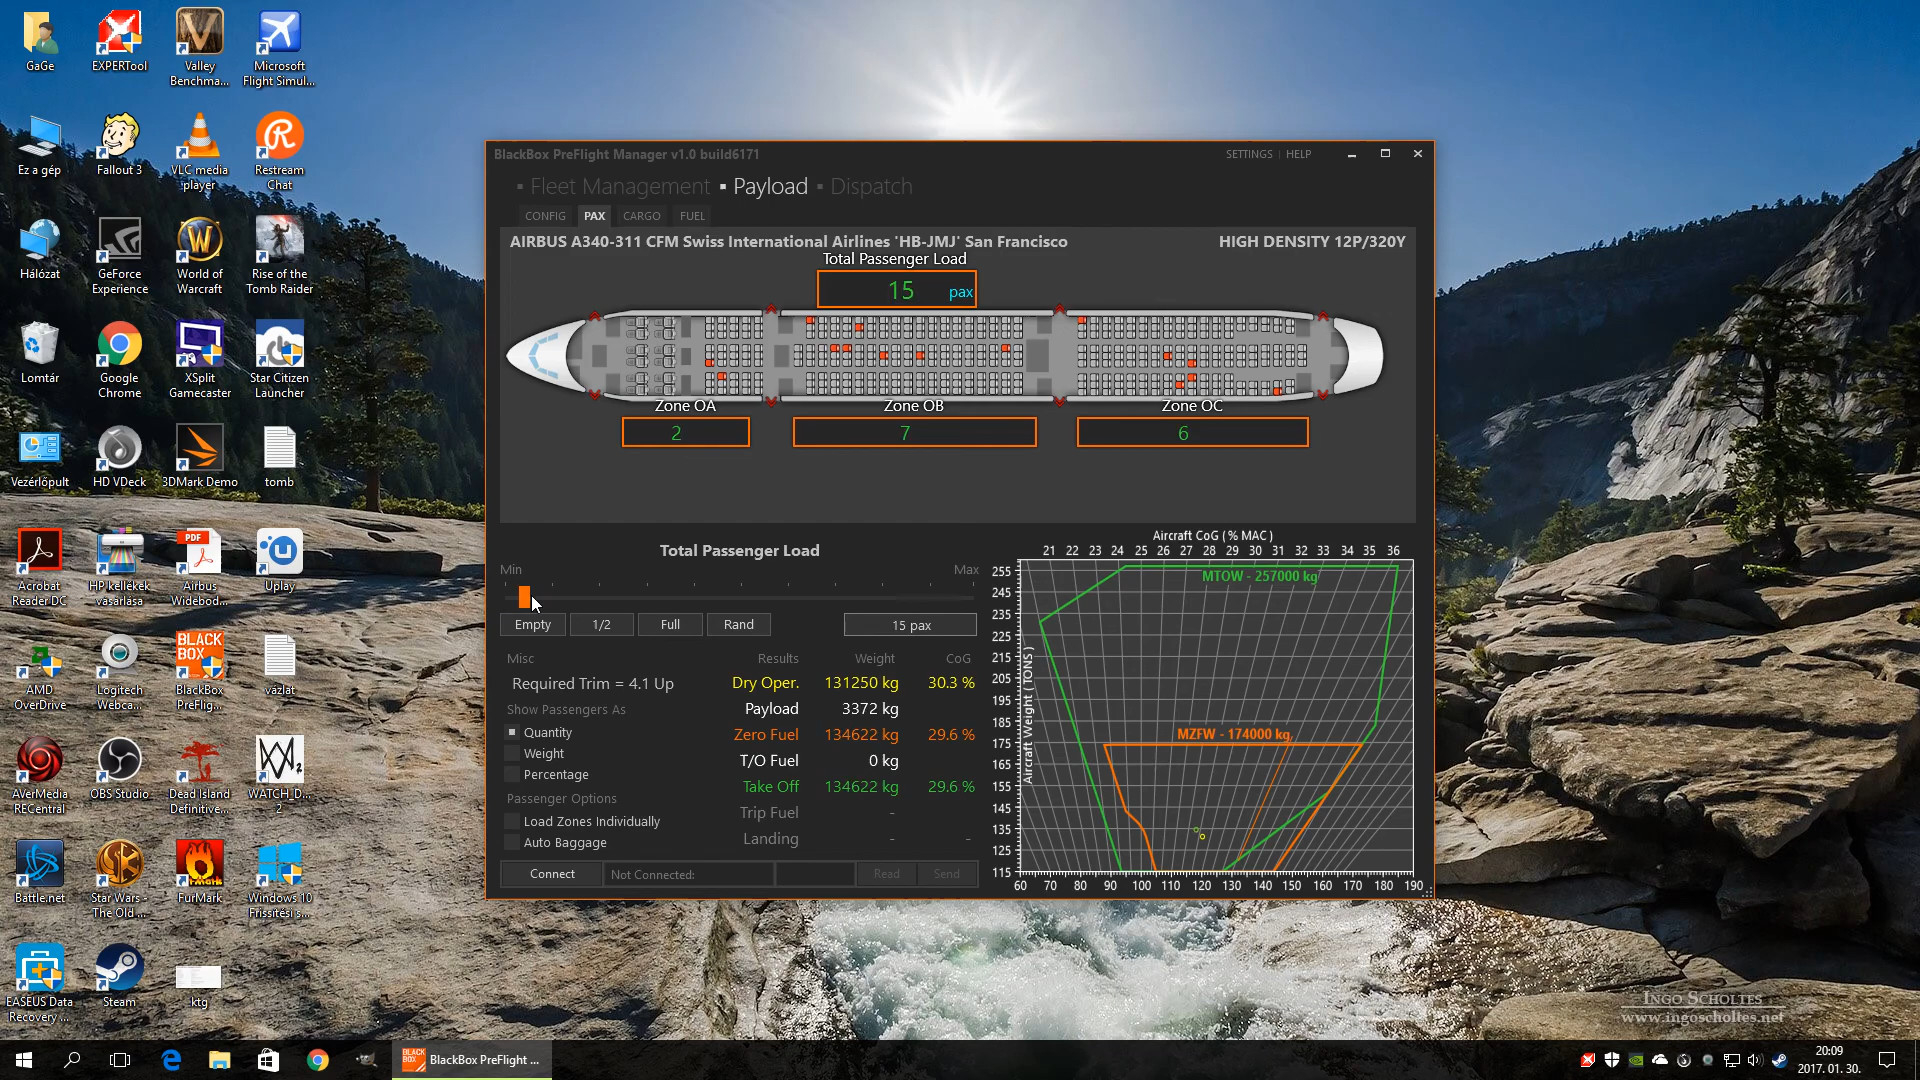 GaGe
EXPERTool
Valley
Benchma...
Microsoft
Flight Simul...
Ez a gép
Fallout 3
VLC media
player
Restream
Chat
Hálózat
GeForce
Experience
World of
Warcraft
Rise of the
Tomb Raider
Lomtár
Google
Chrome
XSplit
Gamecaster
Star Citizen
Launcher
Vezérlőpult
HD VDeck
3DMark Demo
tomb
Acrobat
Reader DC
HP kellékek
vásárlása
PDF
Airbus
Widebod...
Uplay
AMD
OverDrive
Logitech
Webca...
BLACK
BOX
BlackBox
PreFlig...
vázlat
AVerMedia
RECentral
OBS Studio
Dead Island
Definitive...
WATCH_D...
2
Battle.net
Star Wars -
The Old ...
FurMark
Windows 10
Frissítési s...
EASEUS Data
Recovery ...
Steam
ktg
BlackBox PreFlight Manager v1.0 build6171
SETTINGS | HELP
Fleet Management Payload Dispatch
CONFIG PAX CARGO FUEL
AIRBUS A340-311 CFM Swiss International Airlines 'HB-JMJ' San Francisco
HIGH DENSITY 12P/320Y
Total Passenger Load
15 pax
Zone OA Zone OB Zone OC
2 7 6
Total Passenger Load
Min Max
Empty 1/2 Full Rand 15 pax
Misc Results Weight CoG
Required Trim = 4.1 Up
Dry Oper. 131250 kg 30.3 %
Show Passengers As
Payload 3372 kg
Quantity
Zero Fuel 134622 kg 29.6 %
Weight
T/O Fuel 0 kg
Percentage
Take Off 134622 kg 29.6 %
Passenger Options
Trip Fuel -
Load Zones Individually
Landing - -
Auto Baggage
Connect Not Connected: Read Send
Aircraft CoG ( % MAC )
21 22 23 24 25 26 27 28 29 30 31 32 33 34 35 36
MTOW - 257000 kg
MZFW - 174000 kg
Aircraft Weight ( TONS )
255
245
235
225
215
205
195
185
175
165
155
145
135
125
115
60 70 80 90 100 110 120 130 140 150 160 170 180 190
Ingo Scholtes
www.ingoscholtes.net
BLACK
BOX
BlackBox PreFlight ...
20:09
2017. 01. 30.